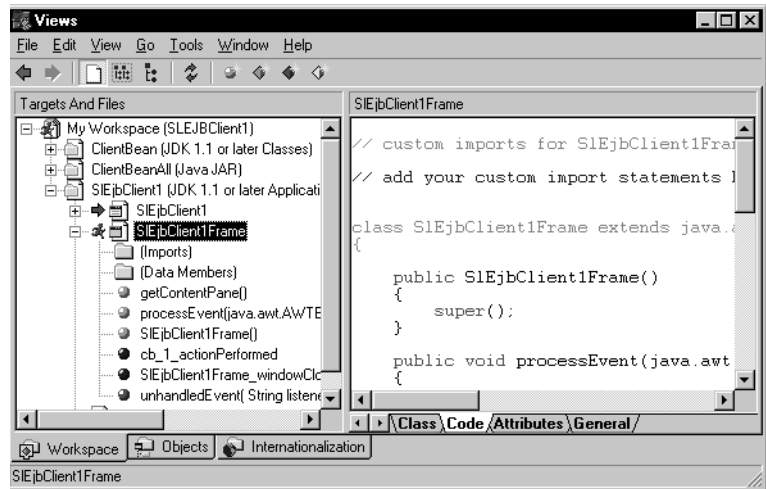 Views
File Edit View Go Tools Window Help
Targets And Files
My Workspace (SLEJBClient1)
ClientBean (JDK 1.1 or later Classes)
ClientBeanAll (Java JAR)
SlEjbClient1 (JDK 1.1 or later Applicati
SlEjbClient1
SlEjbClient1Frame
(Imports)
(Data Members)
getContentPane()
processEvent(java.awt.AWTE
SlEjbClient1Frame()
cb_1_actionPerformed
SlEjbClient1Frame_windowClo
unhandledEvent( String listene
SlEjbClient1Frame
// custom imports for SlEjbClient1Fra
// add your custom import statements
class SlEjbClient1Frame extends java.
{
public SlEjbClient1Frame()
{
super();
}
public void processEvent(java.awt
{
Class Code Attributes General
Workspace Objects Internationalization
SlEjbClient1Frame